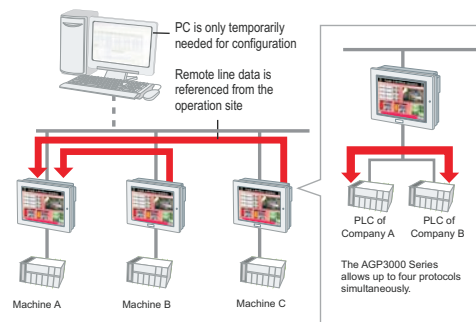 PC is only temporarily
needed for configuration
Remote line data is
referenced from the
operation site
Machine A
Machine B
Machine C
PLC of
Company A
PLC of
Company B
The AGP3000 Series
allows up to four protocols
simultaneously.